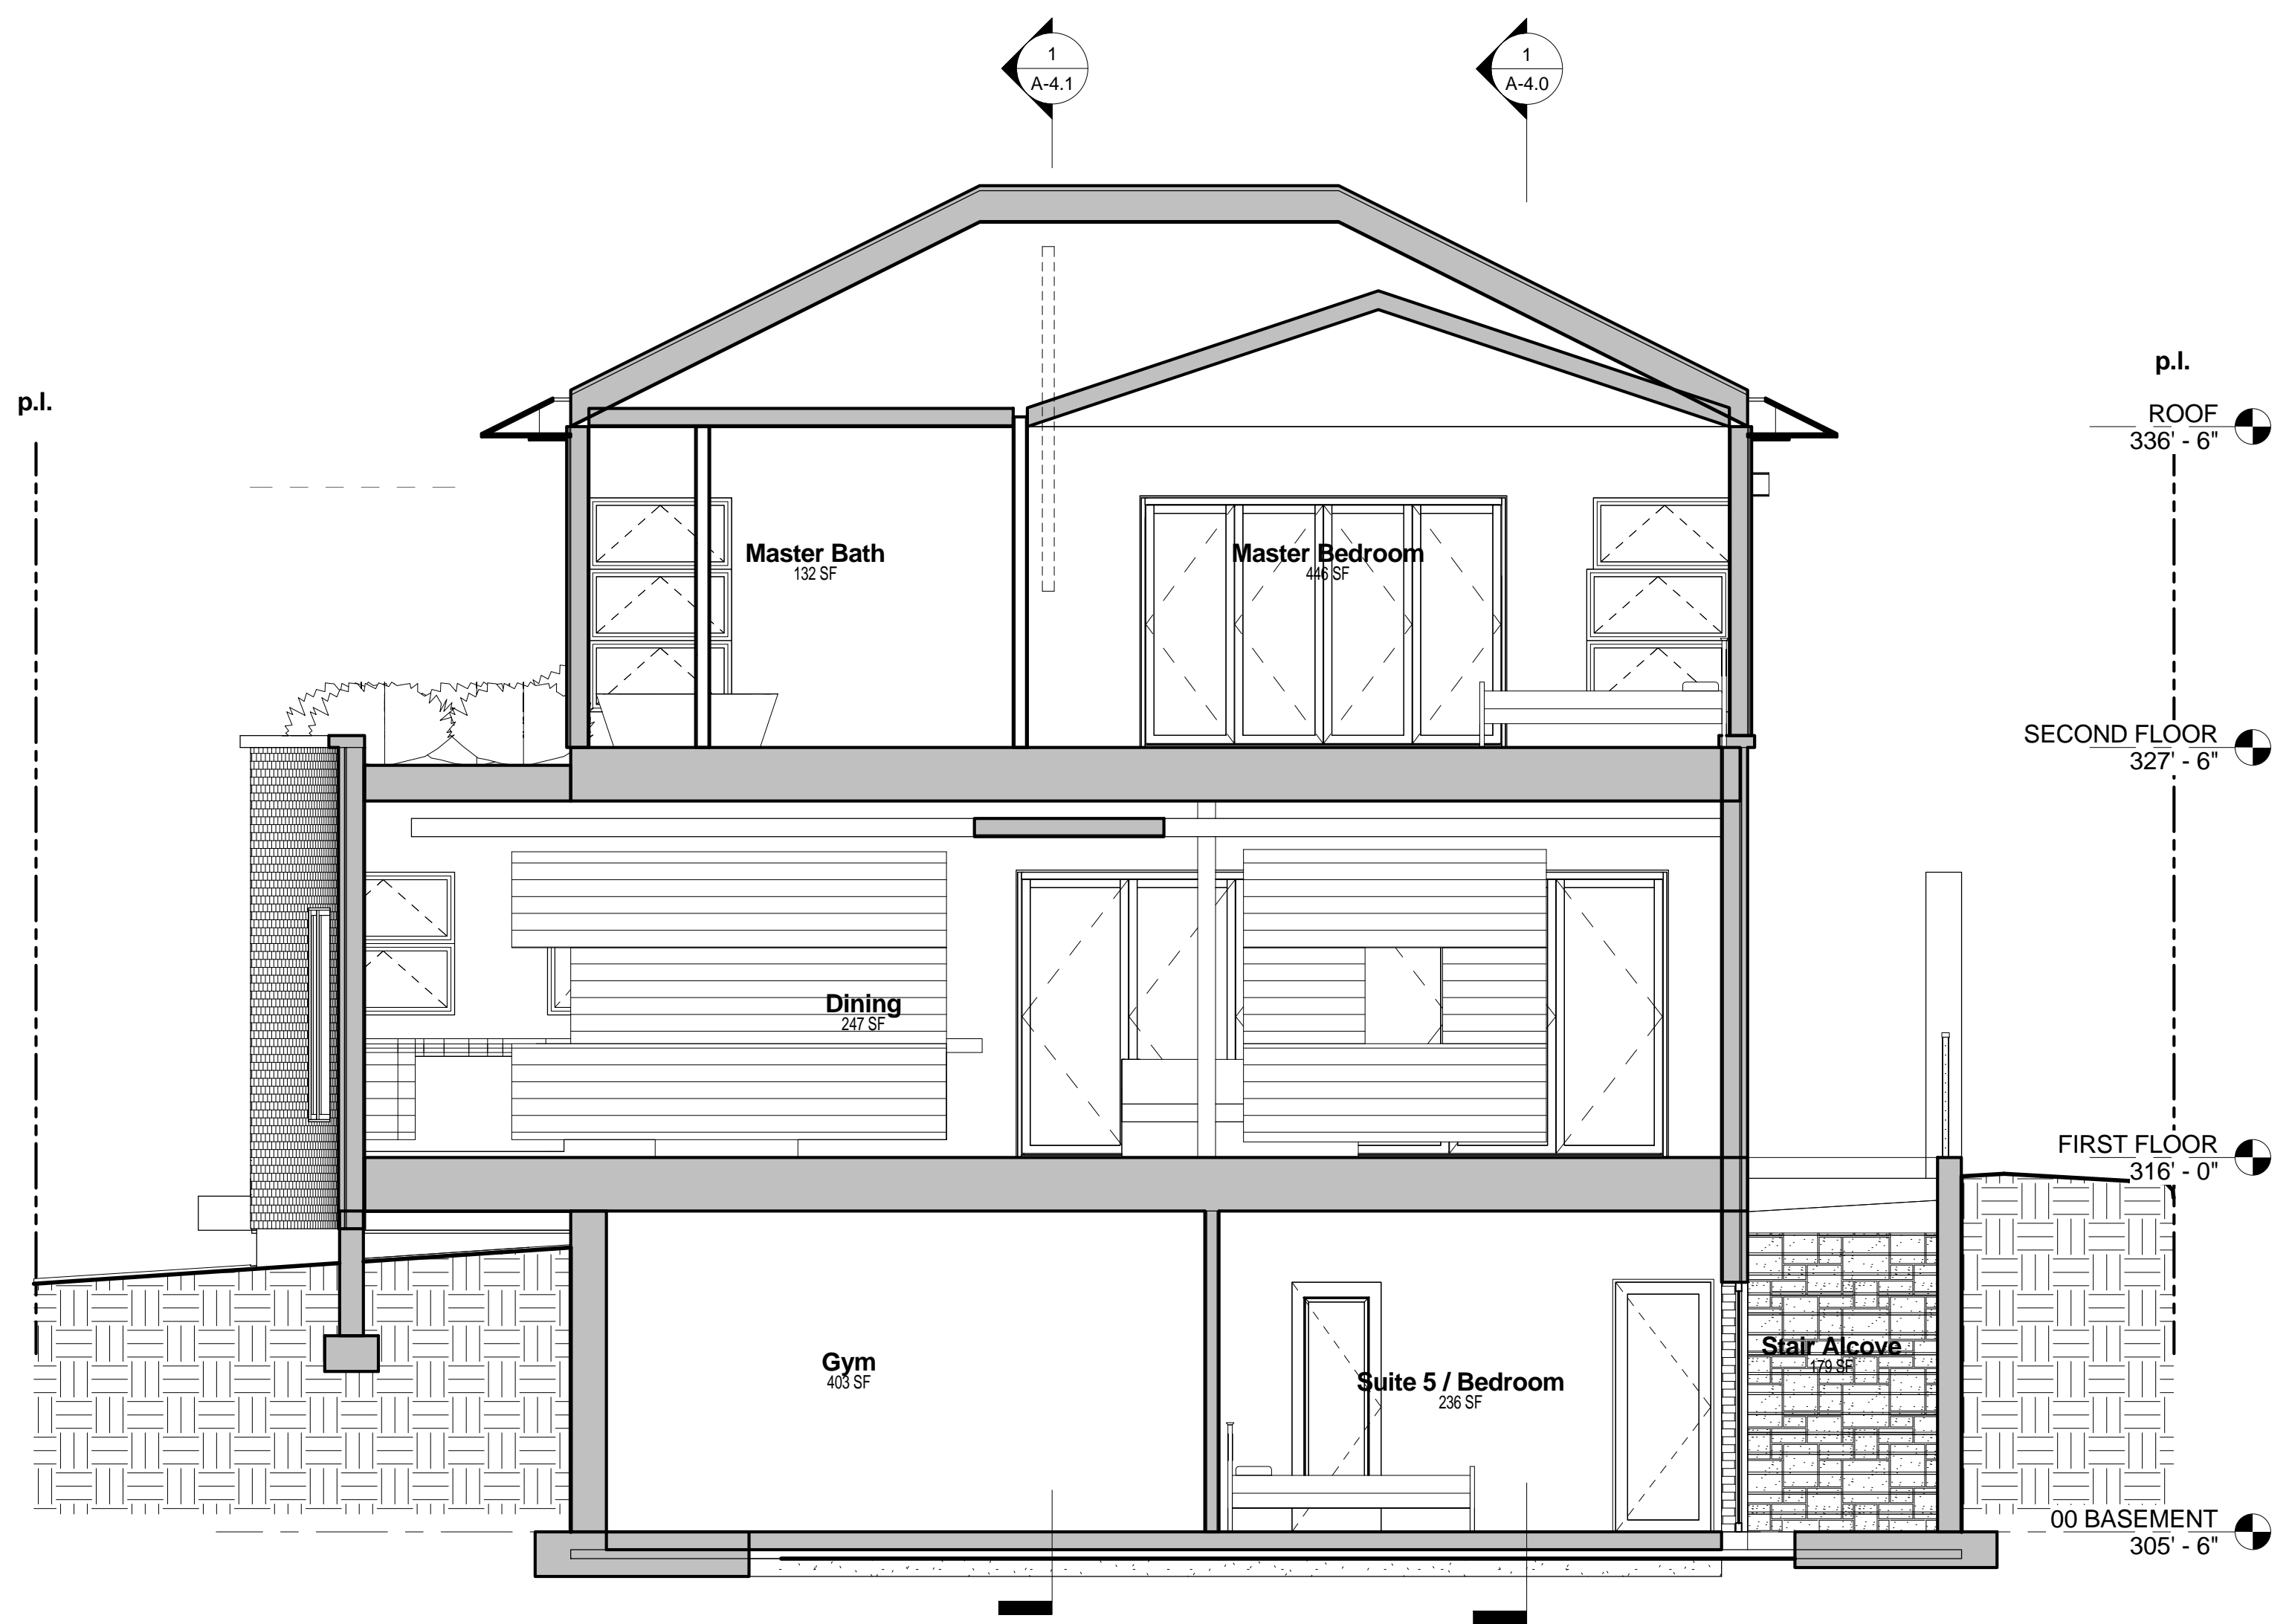 1
A-4.1
1
A-4.0
p.l.
p.l.
ROOF
336' - 6"
Master Bath
132 SF
Master Bedroom
446 SF
SECOND FLOOR
327' - 6"
Dining
247 SF
FIRST FLOOR
316' - 0"
Gym
403 SF
Suite 5 / Bedroom
236 SF
Stair Alcove
179 SF
00 BASEMENT
305' - 6"